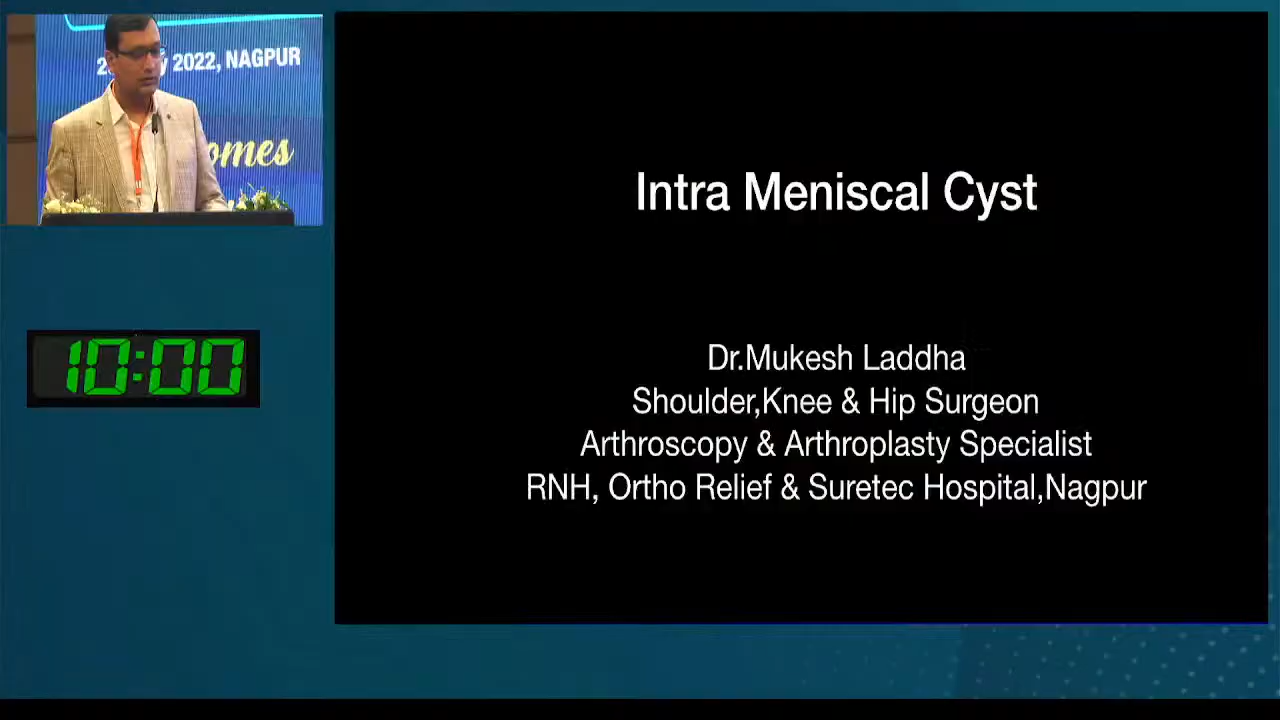 2022, NAGPUR
10:00
Intra Meniscal Cyst
Dr.Mukesh Laddha
Shoulder,Knee & Hip Surgeon
Arthroscopy & Arthroplasty Specialist
RNH, Ortho Relief & Suretec Hospital,Nagpur